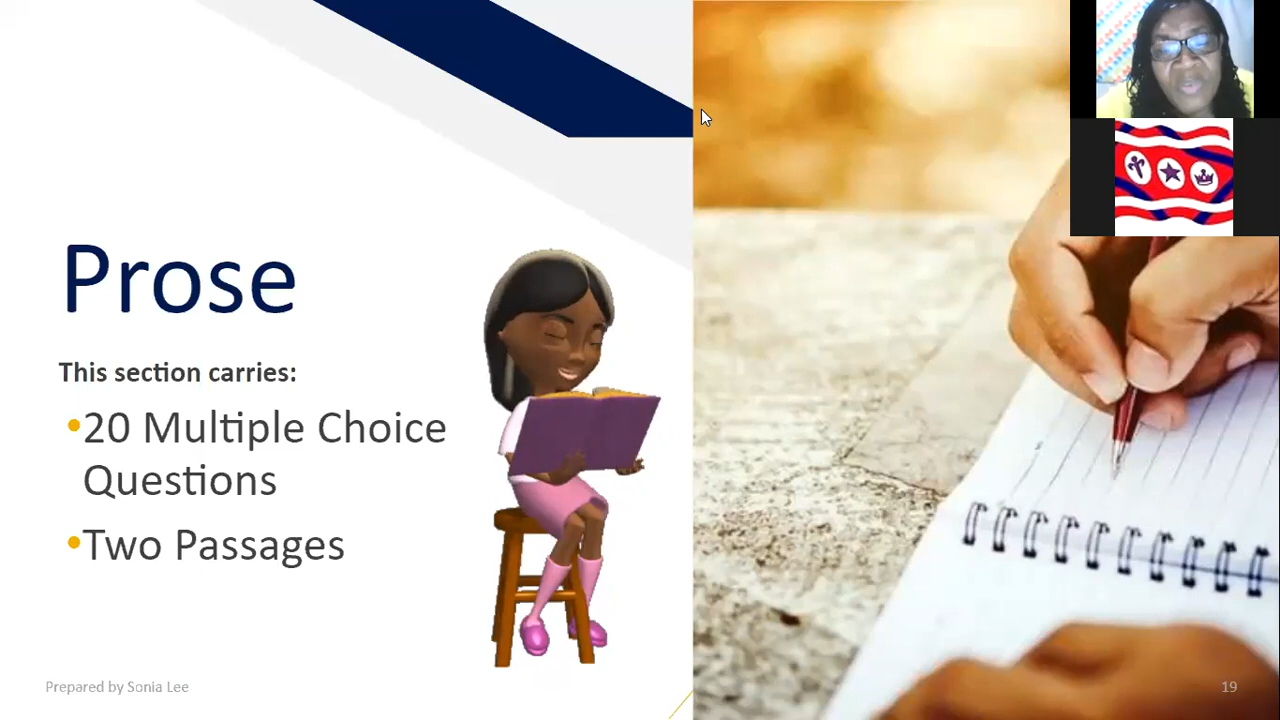 Prose
This section carries:
•20 Multiple Choice
Questions
•Two Passages
Prepared by Sonia Lee
19